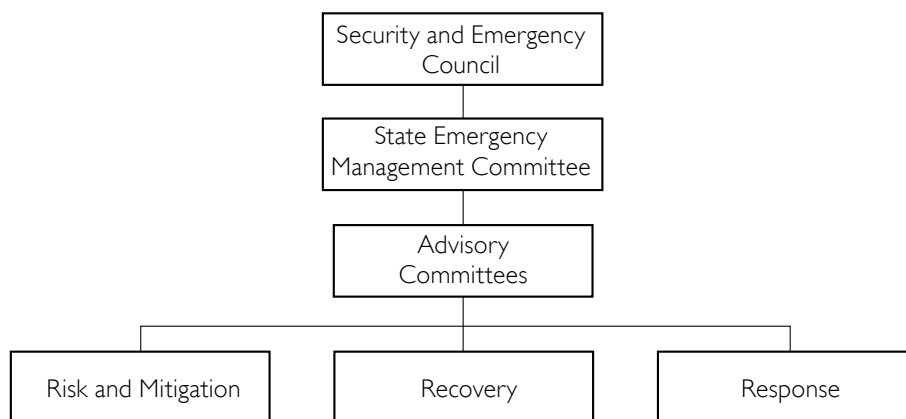 Security and Emergency
Council
State Emergency
Management Committee
Advisory
Committees
Risk and Mitigation
Recovery
Response